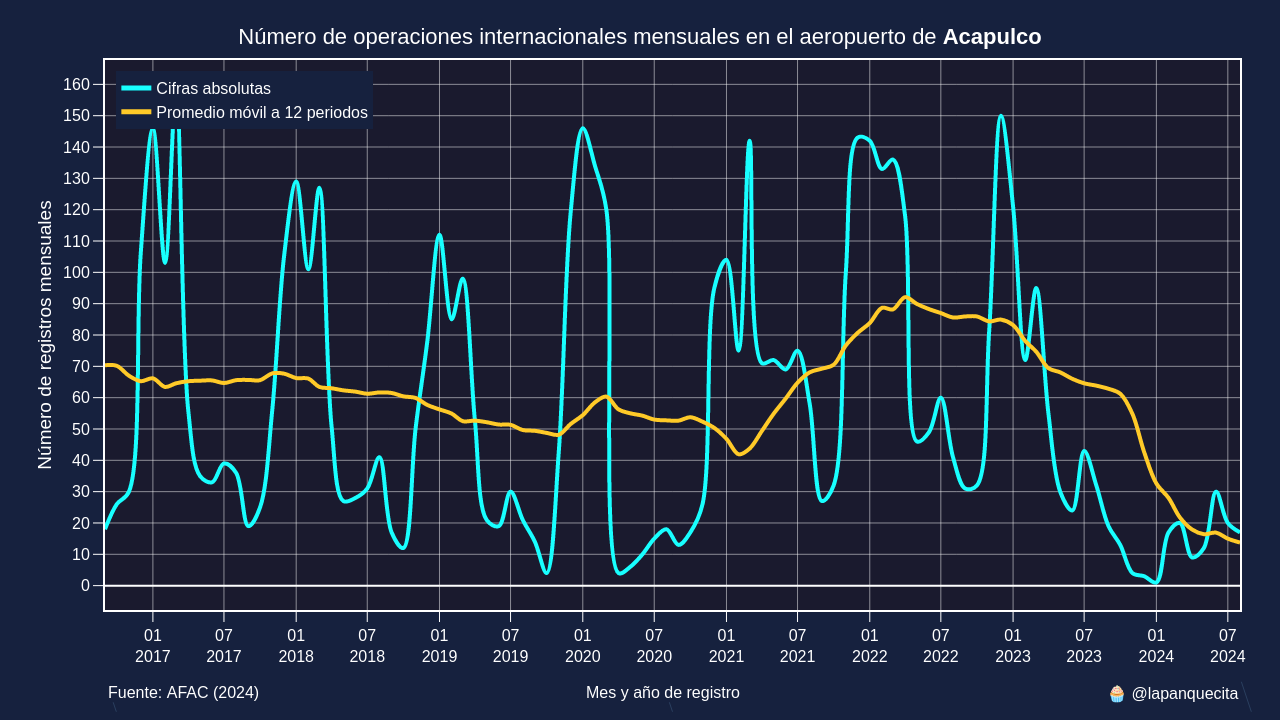 Número de operaciones internacionales mensuales en el aeropuerto de Acapulco
Cifras absolutas
Promedio móvil a 12 periodos
Número de registros mensuales
160
150
140
130
120
110
100
90
80
70
60
50
40
30
20
10
0
01 07 01 07 01 07 01 07 01 07 01 07 01 07 01 07
2017 2017 2018 2018 2019 2019 2020 2020 2021 2021 2022 2022 2023 2023 2024 2024
Fuente: AFAC (2024) Mes y año de registro 🧁 @lapanquecita